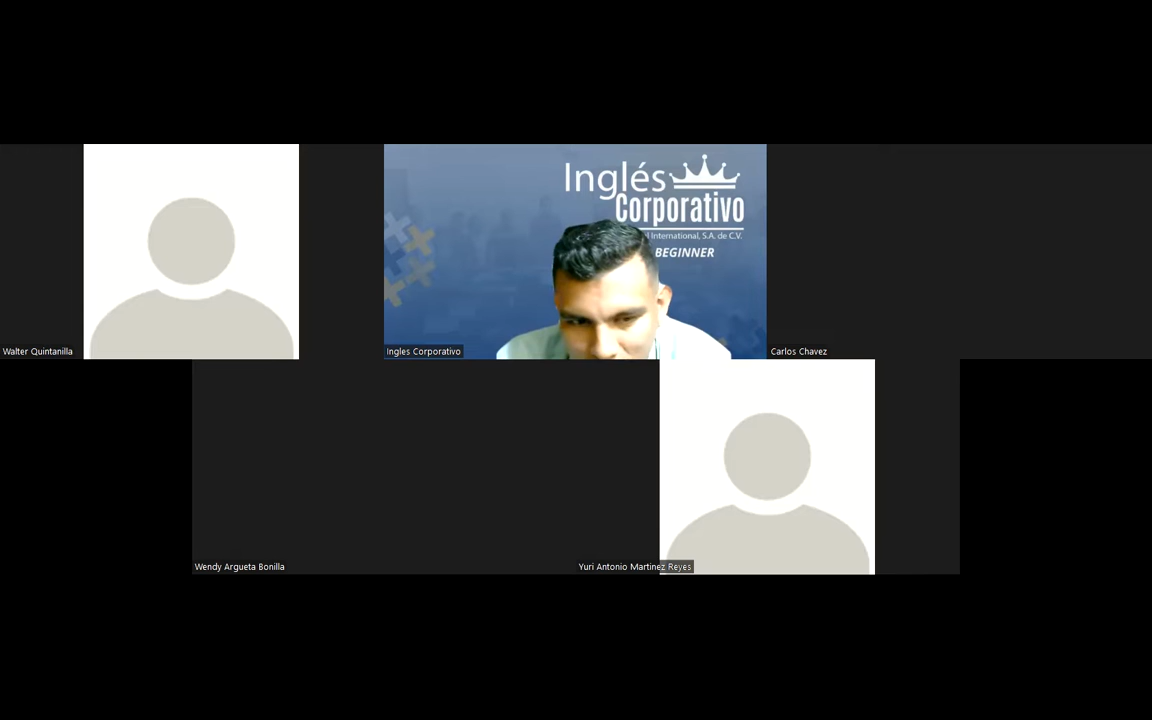 Inglés
Corporativo
l International, S.A. de C.V.
BEGINNER
Walter Quintanilla
Ingles Corporativo
Carlos Chavez
Wendy Argueta Bonilla
Yuri Antonio Martinez Reyes